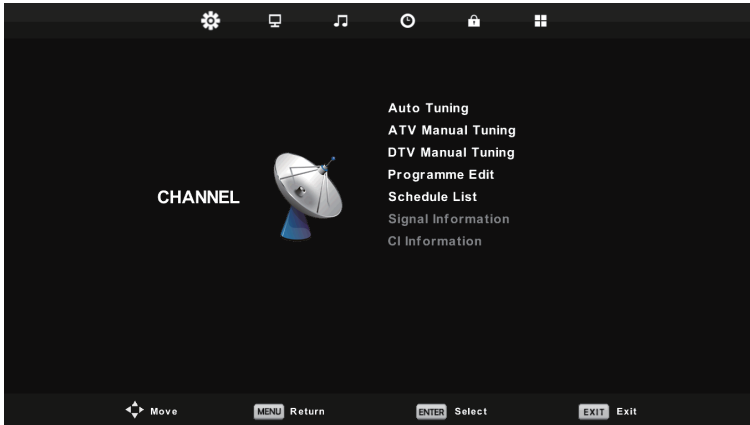 Auto Tuning
ATV Manual Tuning
DTV Manual Tuning
Programme Edit
CHANNEL
Schedule List
Signal Information
CI Information
Move
MENU Return
ENTER Select
EXIT Exit